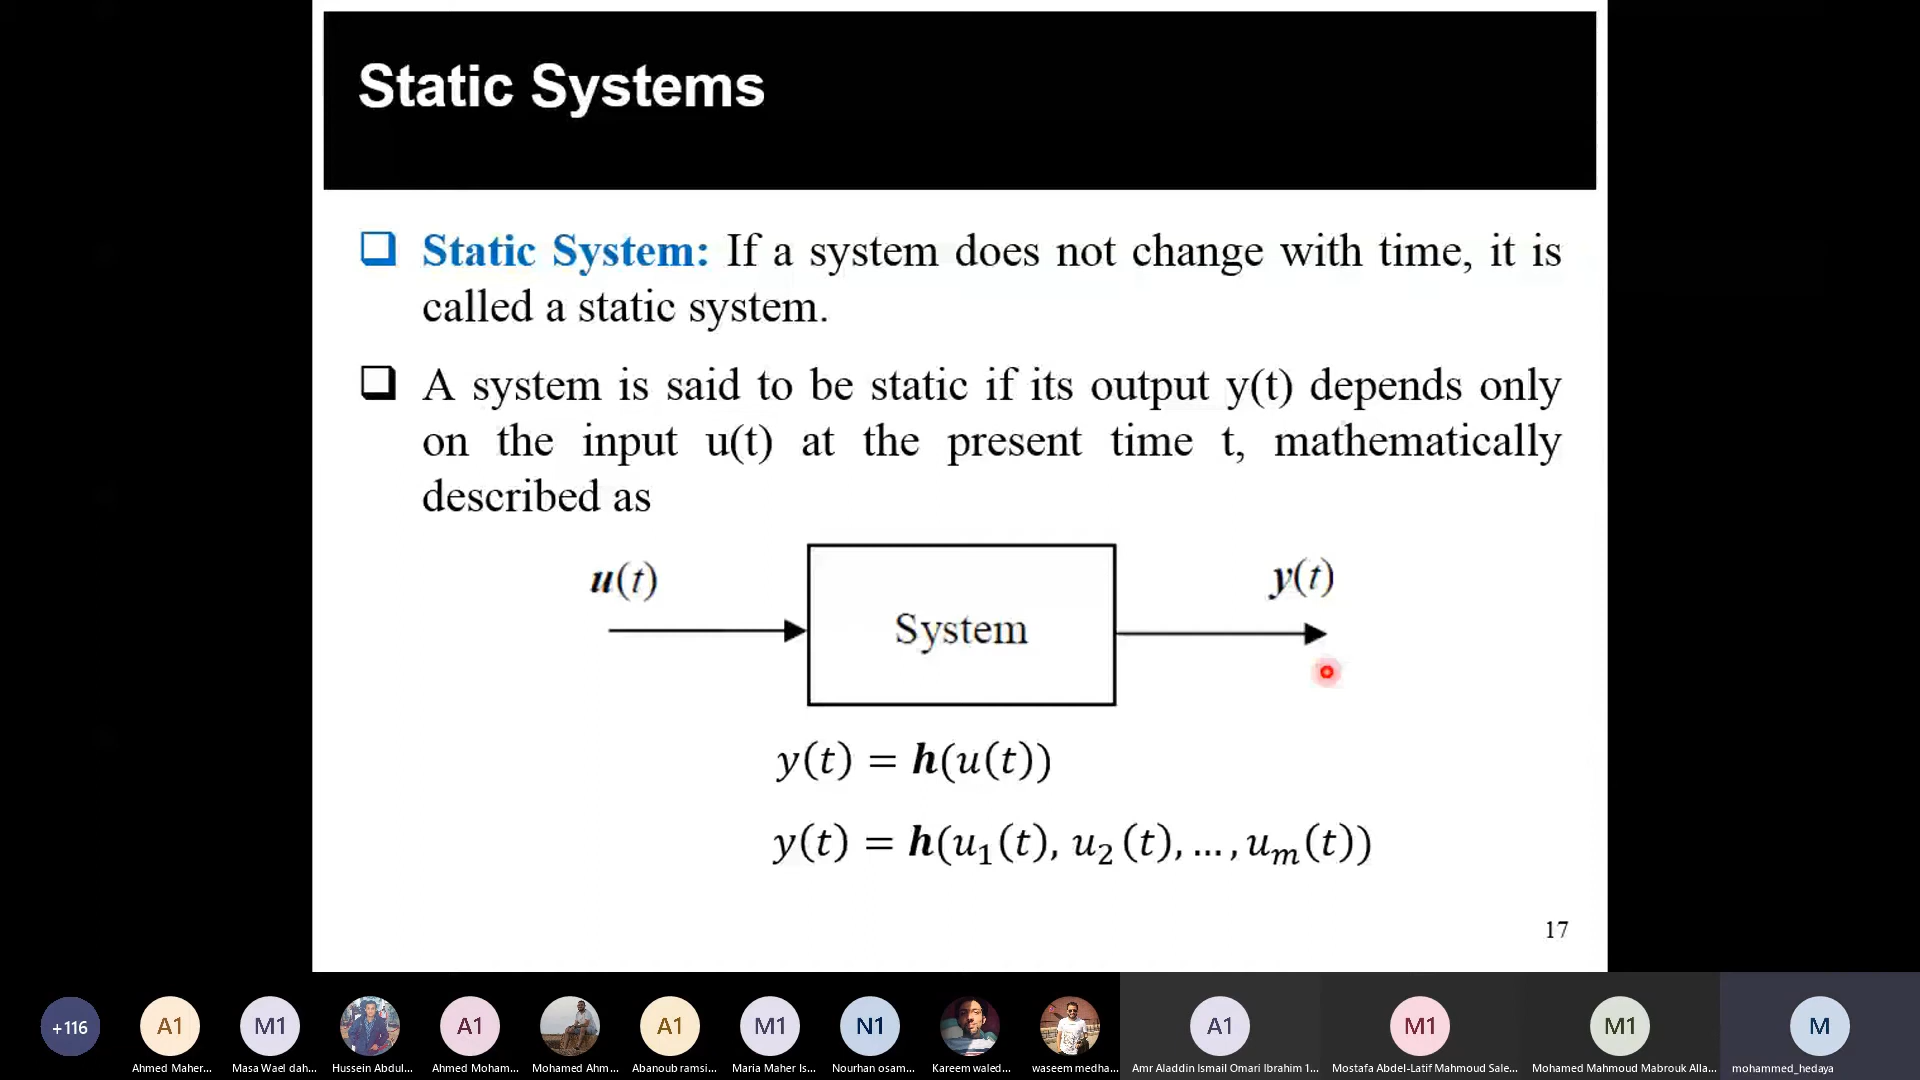 Static Systems
Static System: If a system does not change with time, it is
called a static system.
A system is said to be static if its output y(t) depends only
on the input u(t) at the present time t, mathematically
described as
u(t)
y(t)
System
y(t) = h(u(t))
y(t) = h(u₁(t), u₂(t), … , uₘ(t))
17
+116
A1
M1
A1
A1
M1
N1
A1
M1
M1
M
Ahmed Maher...
Masa Wael dah...
Hussein Abdul...
Ahmed Moham...
Mohamed Ahm...
Abanoub ramsi...
Maria Maher Is...
Nourhan osam...
Kareem waled...
waseem medha...
Amr Aladdin Ismail Omari Ibrahim 1...
Mostafa Abdel-Latif Mahmoud Sale...
Mohamed Mahmoud Mabrouk Alla...
mohammed_hedaya